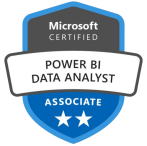 Microsoft
CERTIFIED
POWER BI
DATA ANALYST
ASSOCIATE